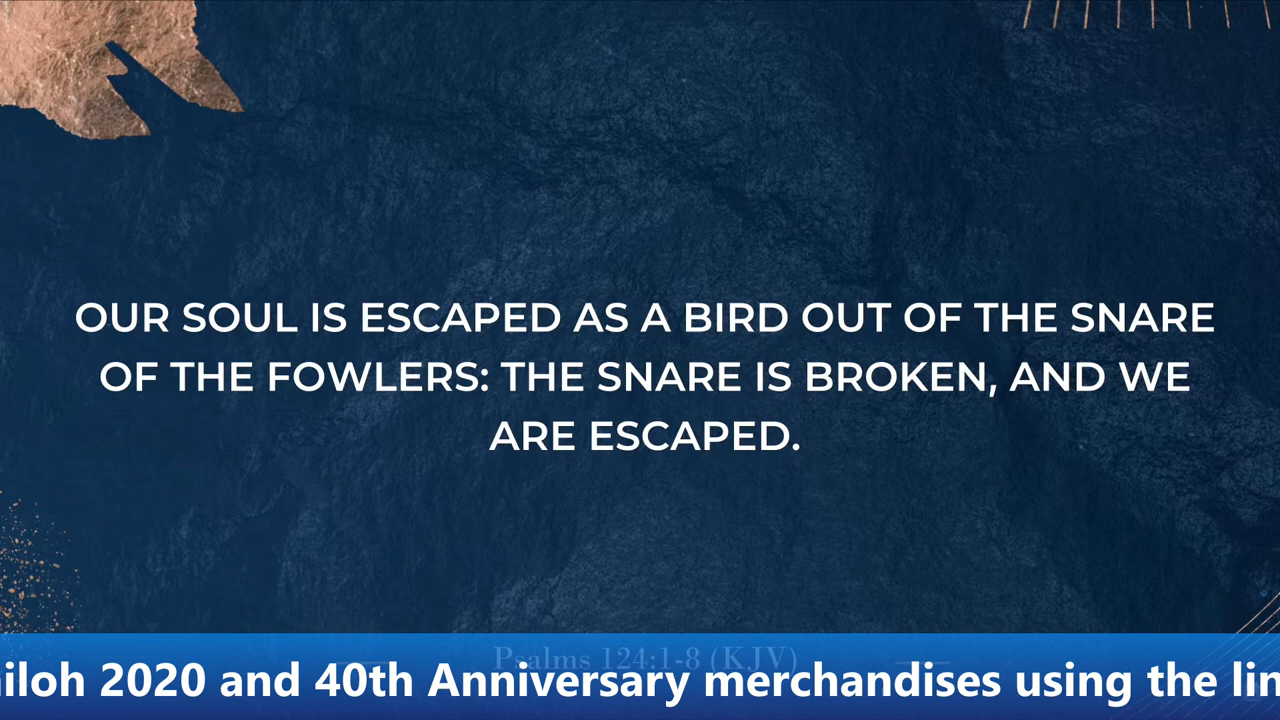 OUR SOUL IS ESCAPED AS A BIRD OUT OF THE SNARE
OF THE FOWLERS: THE SNARE IS BROKEN, AND WE
ARE ESCAPED.
Psalms 124:1-8 (KJV)
iloh 2020 and 40th Anniversary merchandises using the lin